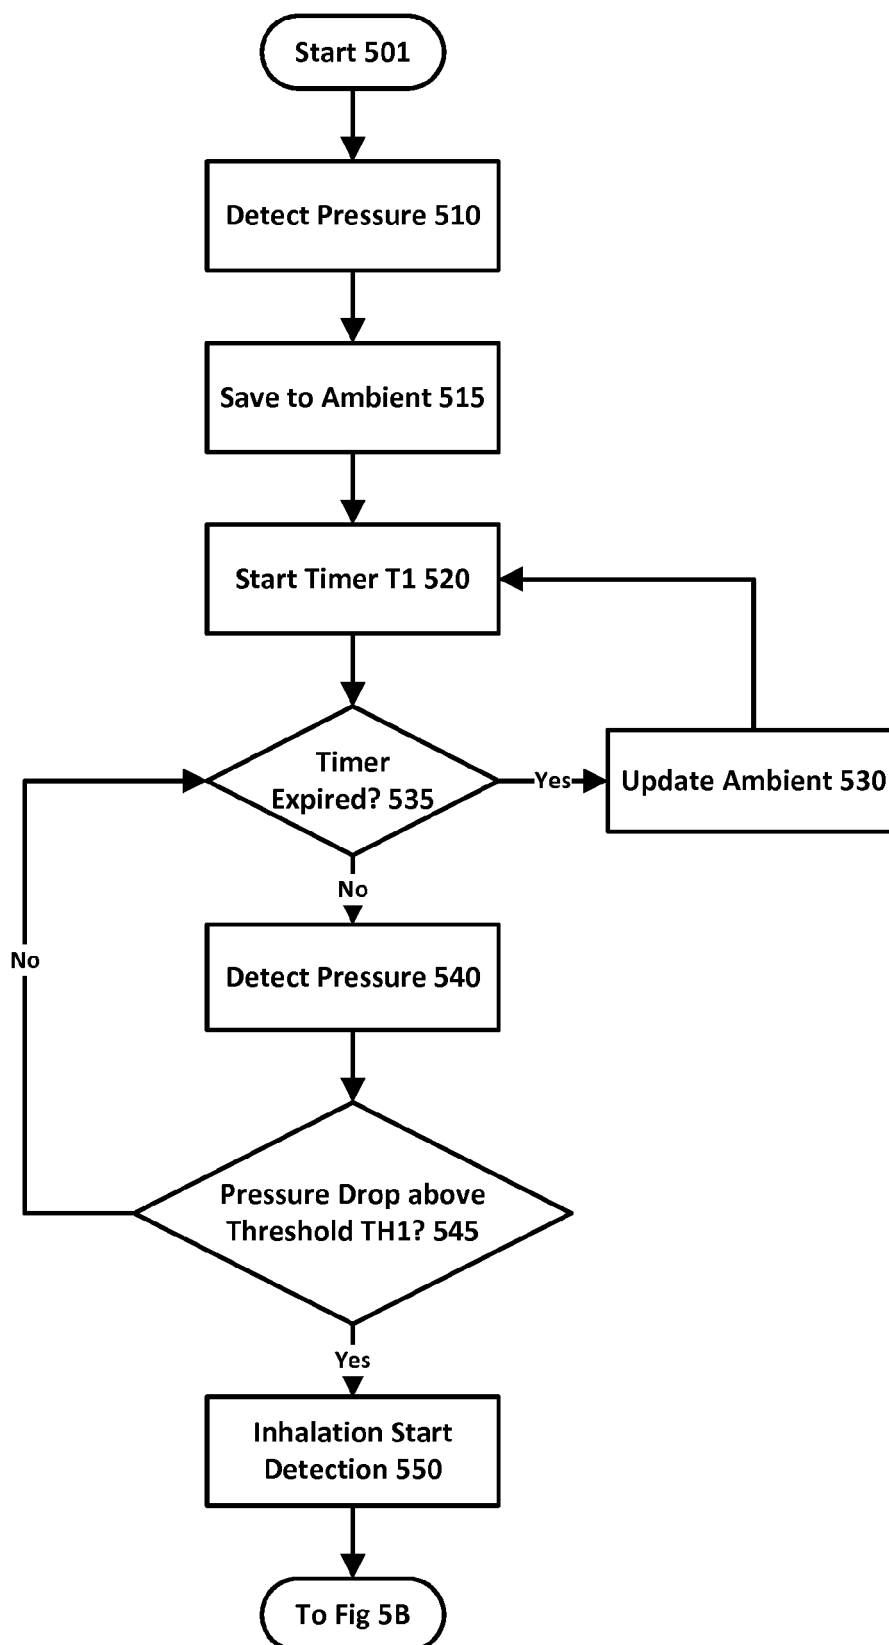 Start 501
Detect Pressure 510
Save to Ambient 515
Start Timer T1 520
Timer
Expired? 535
Yes
Update Ambient 530
No
No
Detect Pressure 540
Pressure Drop above
Threshold TH1? 545
Yes
Inhalation Start
Detection 550
To Fig 5B